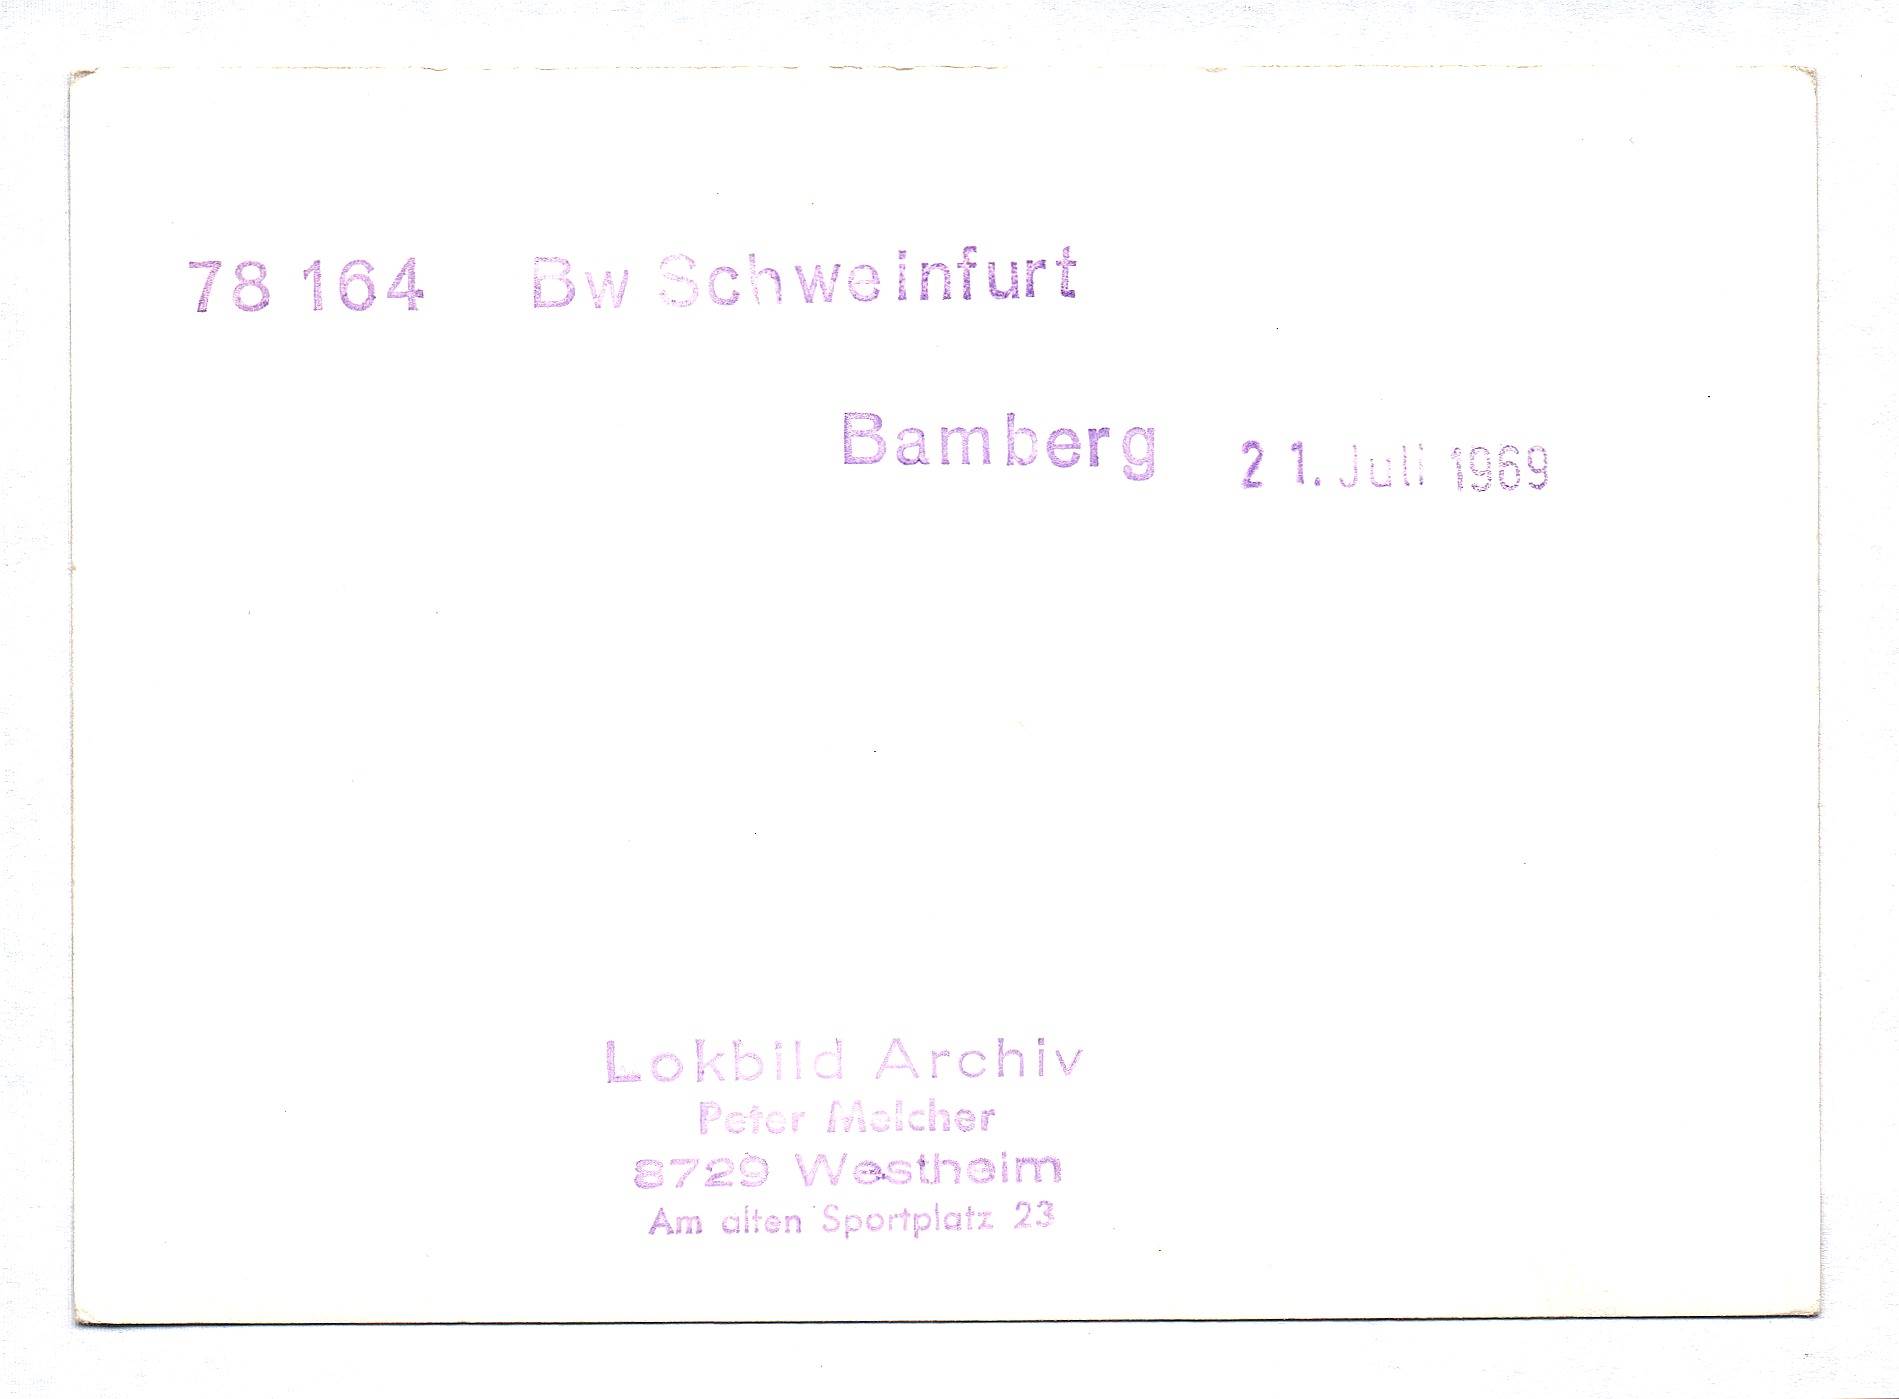 78 164 Bw Schweinfurt
Bamberg 21. Juli 1969
Lokbild Archiv
Peter Melcher
8729 Westheim
Am alten Sportplatz 23